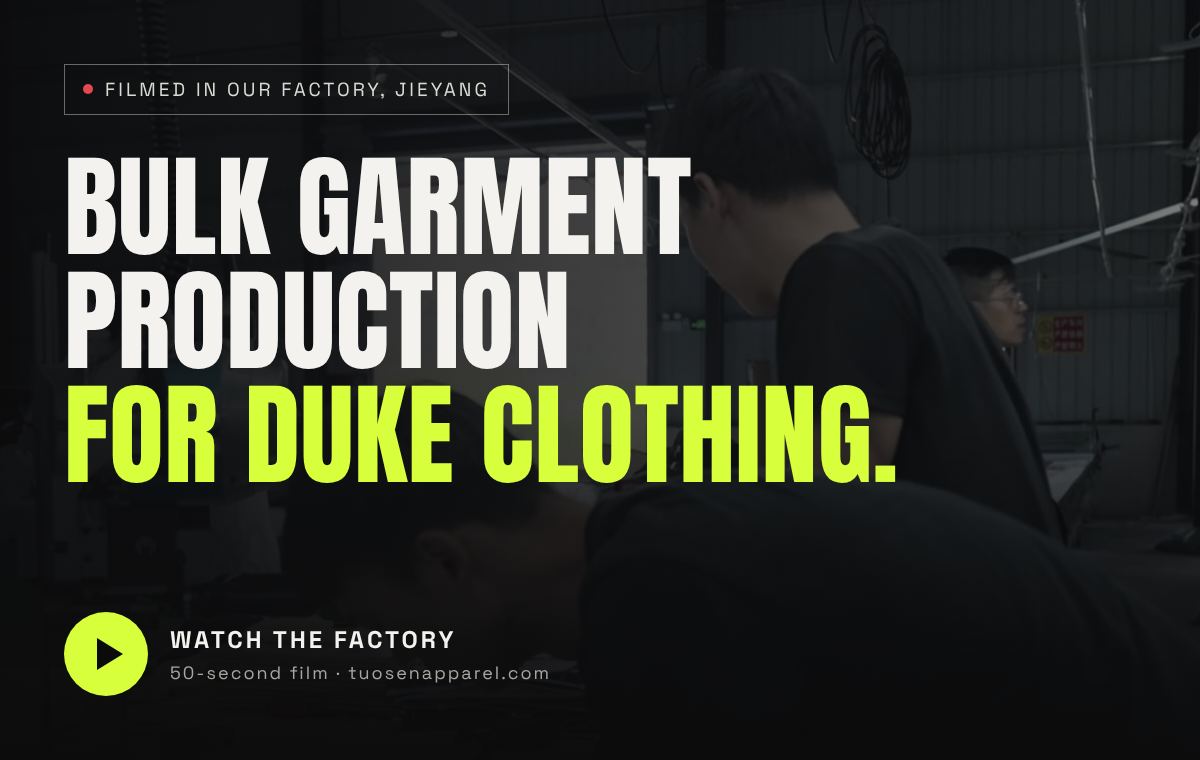 FILMED IN OUR FACTORY, JIEYANG
BULK GARMENT
PRODUCTION
FOR DUKE CLOTHING.
WATCH THE FACTORY
50-second film · tuosenapparel.com